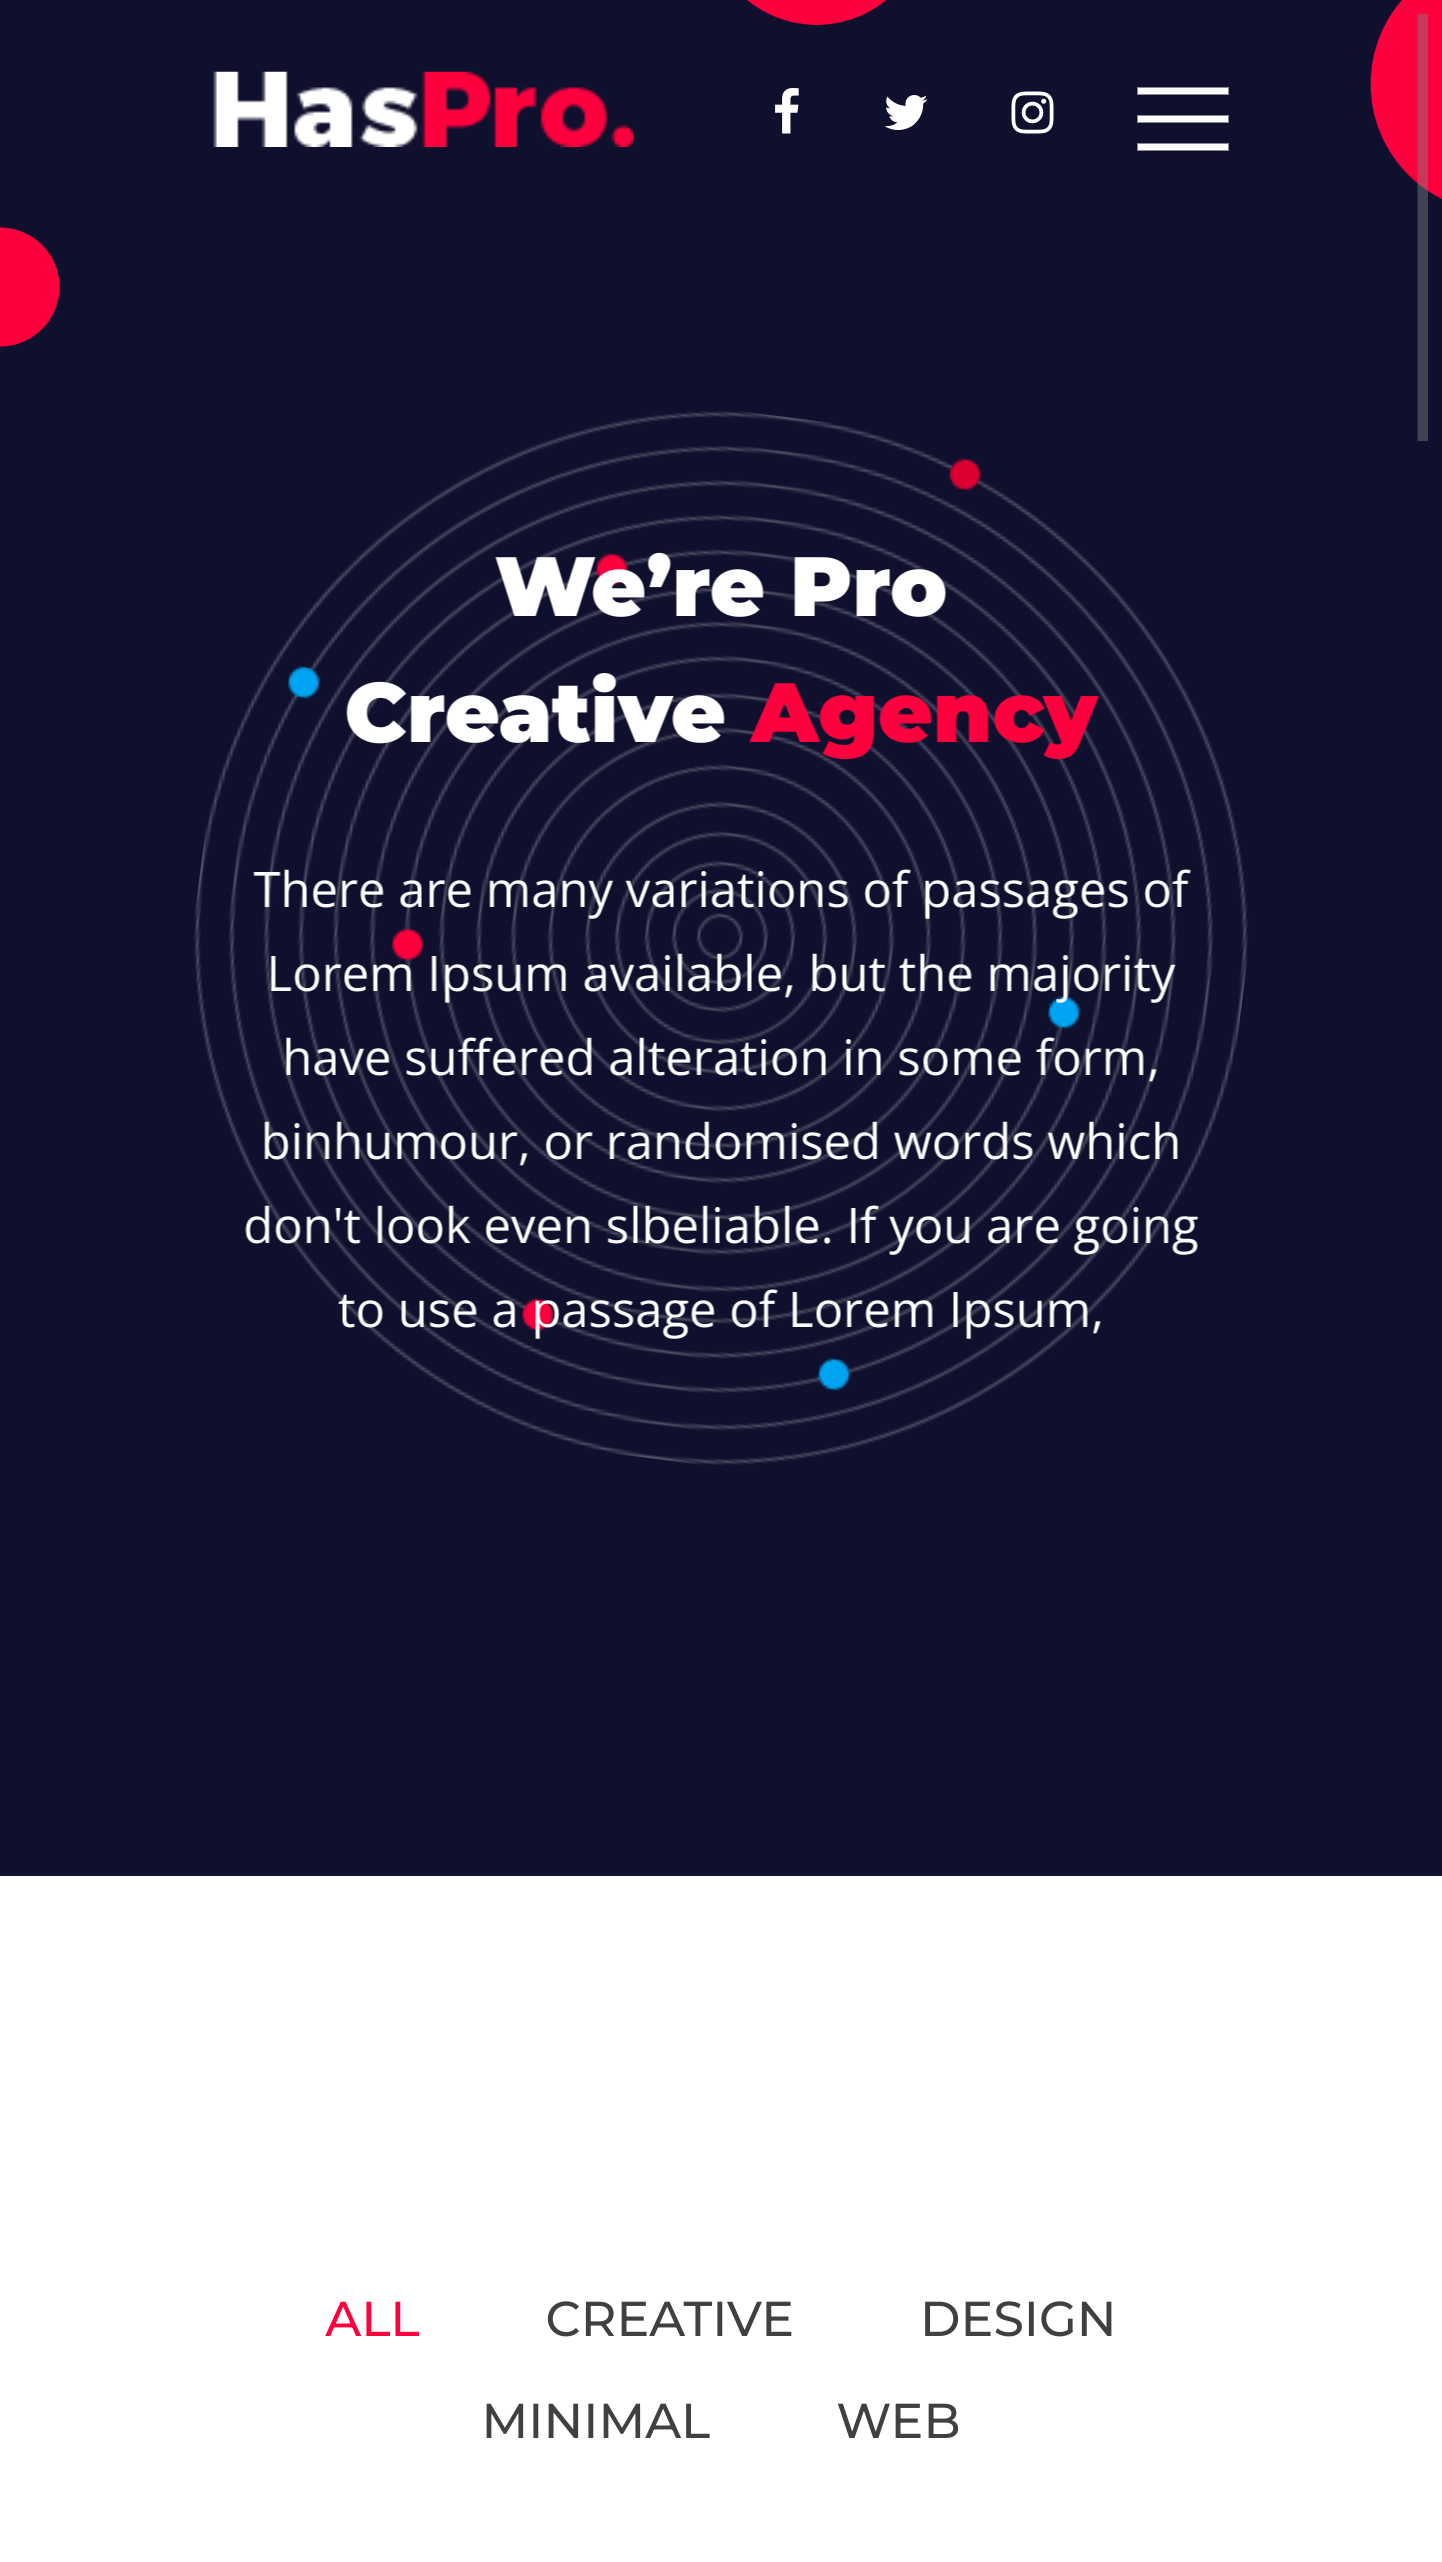 HasPro.
We’re Pro
Creative Agency
There are many variations of passages of
Lorem Ipsum available, but the majority
have suffered alteration in some form,
binhumour, or randomised words which
don't look even slbeliable. If you are going
to use a passage of Lorem Ipsum,
ALL CREATIVE DESIGN
MINIMAL WEB